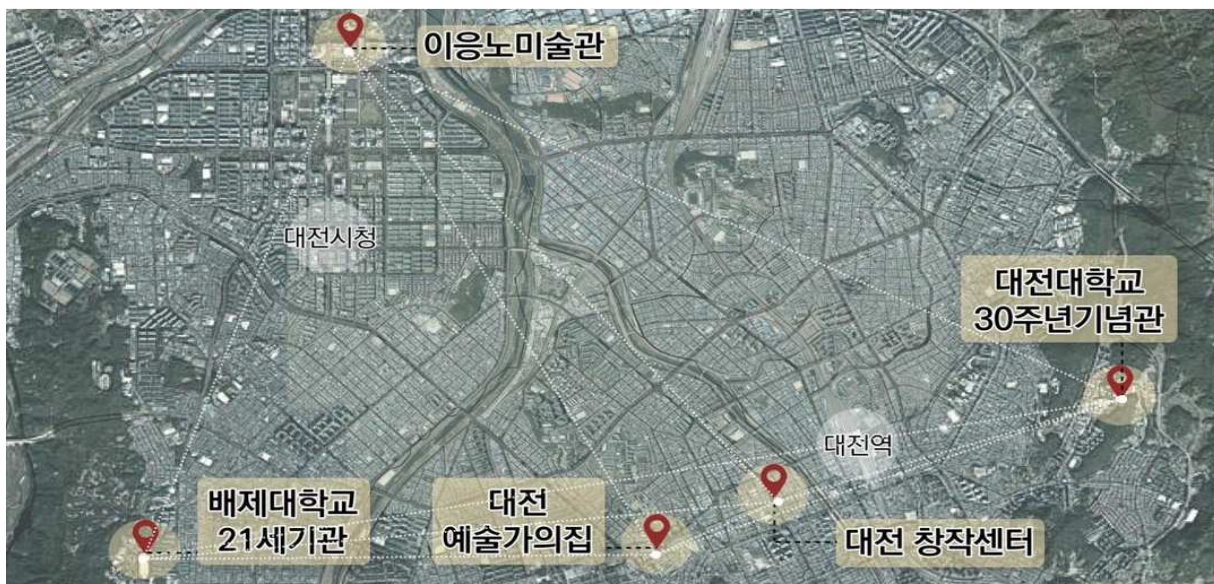 이응노미술관
대전시청
대전대학교
30주년기념관
대전역
배제대학교
21세기관
대전
예술가의집
대전 창작센터